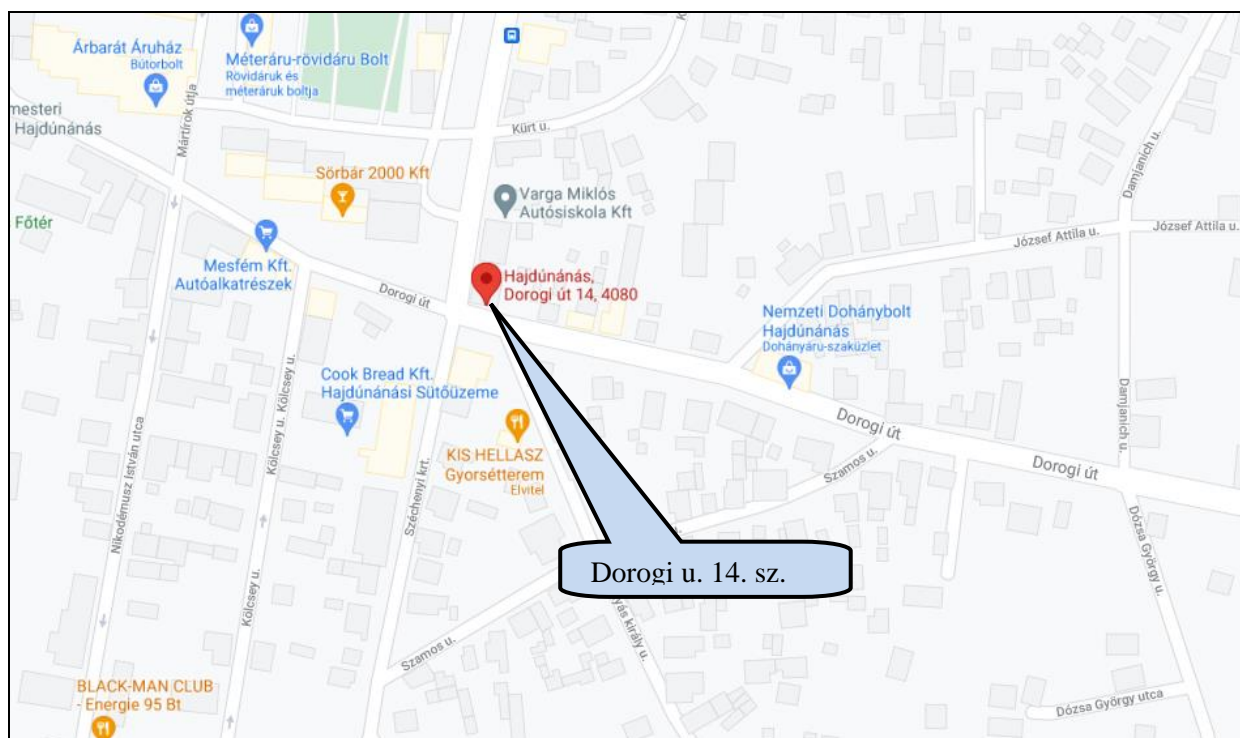 Árbarát Áruház
Bútorbolt
Méteráru-rövidáru Bolt
Rövidáruk és
méteráruk boltja
mesteri
Hajdúnánás
Mártírok útja
Kürt u.
Damjanich u.
Sörbár 2000 Kft
Varga Miklós
Autósiskola Kft
Főtér
József Attila u.
József Attila u.
Mesfém Kft.
Autóalkatrészek
Dorogi út
Hajdúnánás,
Dorogi út 14, 4080
Nemzeti Dohánybolt
Hajdúnánás
Dohányáru-szaküzlet
Cook Bread Kft.
Hajdúnánási Sütőüzeme
Kölcsey u.
Kölcsey u.
Dorogi út
Damjanich u.
KIS HELLASZ
Gyorsétterem
Elvitel
Nikodémusz István utca
Széchenyi krt.
Szamos u.
Dorogi út
Dorogi u. 14. sz.
Kölcsey u.
Szamos u.
yás király u.
Dózsa György u.
BLACK-MAN CLUB
- Energie 95 Bt
Dózsa György utca